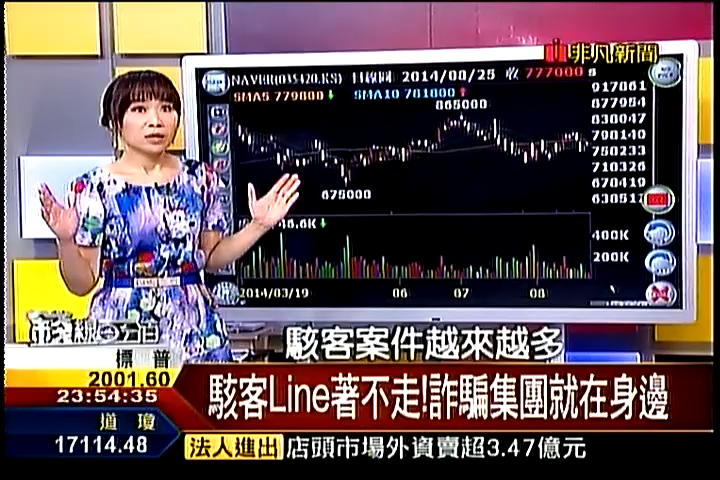 非凡新聞
NAVER(035420.KS) 日線圖 2014/08/25 收 777000 s
SMA5 779800↓ SMA10 781800↑
917061
877954
865000
830047
790140
750233
710326
670419
630517
675000
46.6K↓
400K
200K
2014/03/19 06 07 08
駭客案件越來越多
標普
2001.60
23:54:35
道瓊
17114.48
駭客Line著不走!詐騙集團就在身邊
法人進出 店頭市場外資賣超3.47億元